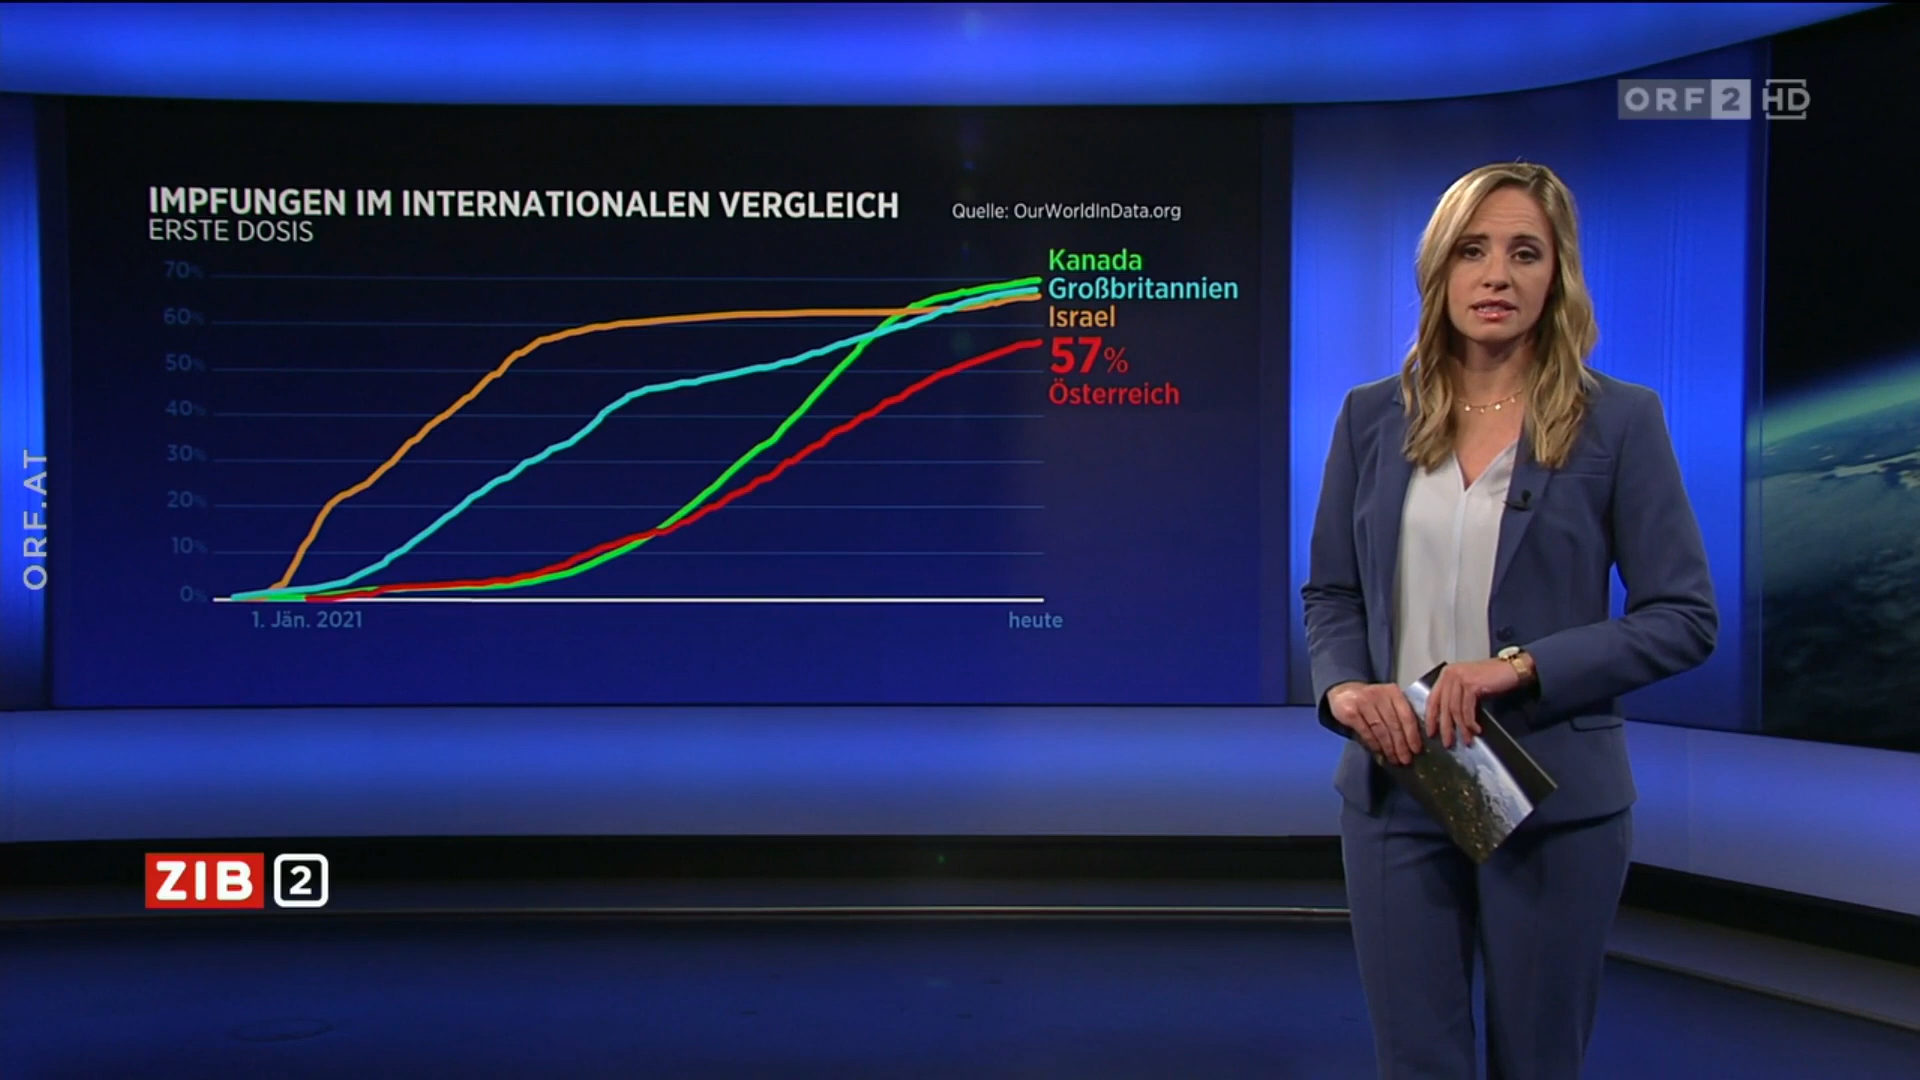 ORF 2 HD
IMPFUNGEN IM INTERNATIONALEN VERGLEICH
Quelle: OurWorldInData.org
ERSTE DOSIS
Kanada
Großbritannien
Israel
57%
Österreich
70%
60%
50%
40%
30%
20%
10%
0%
1. Jän. 2021
heute
ORF.AT
ZIB 2